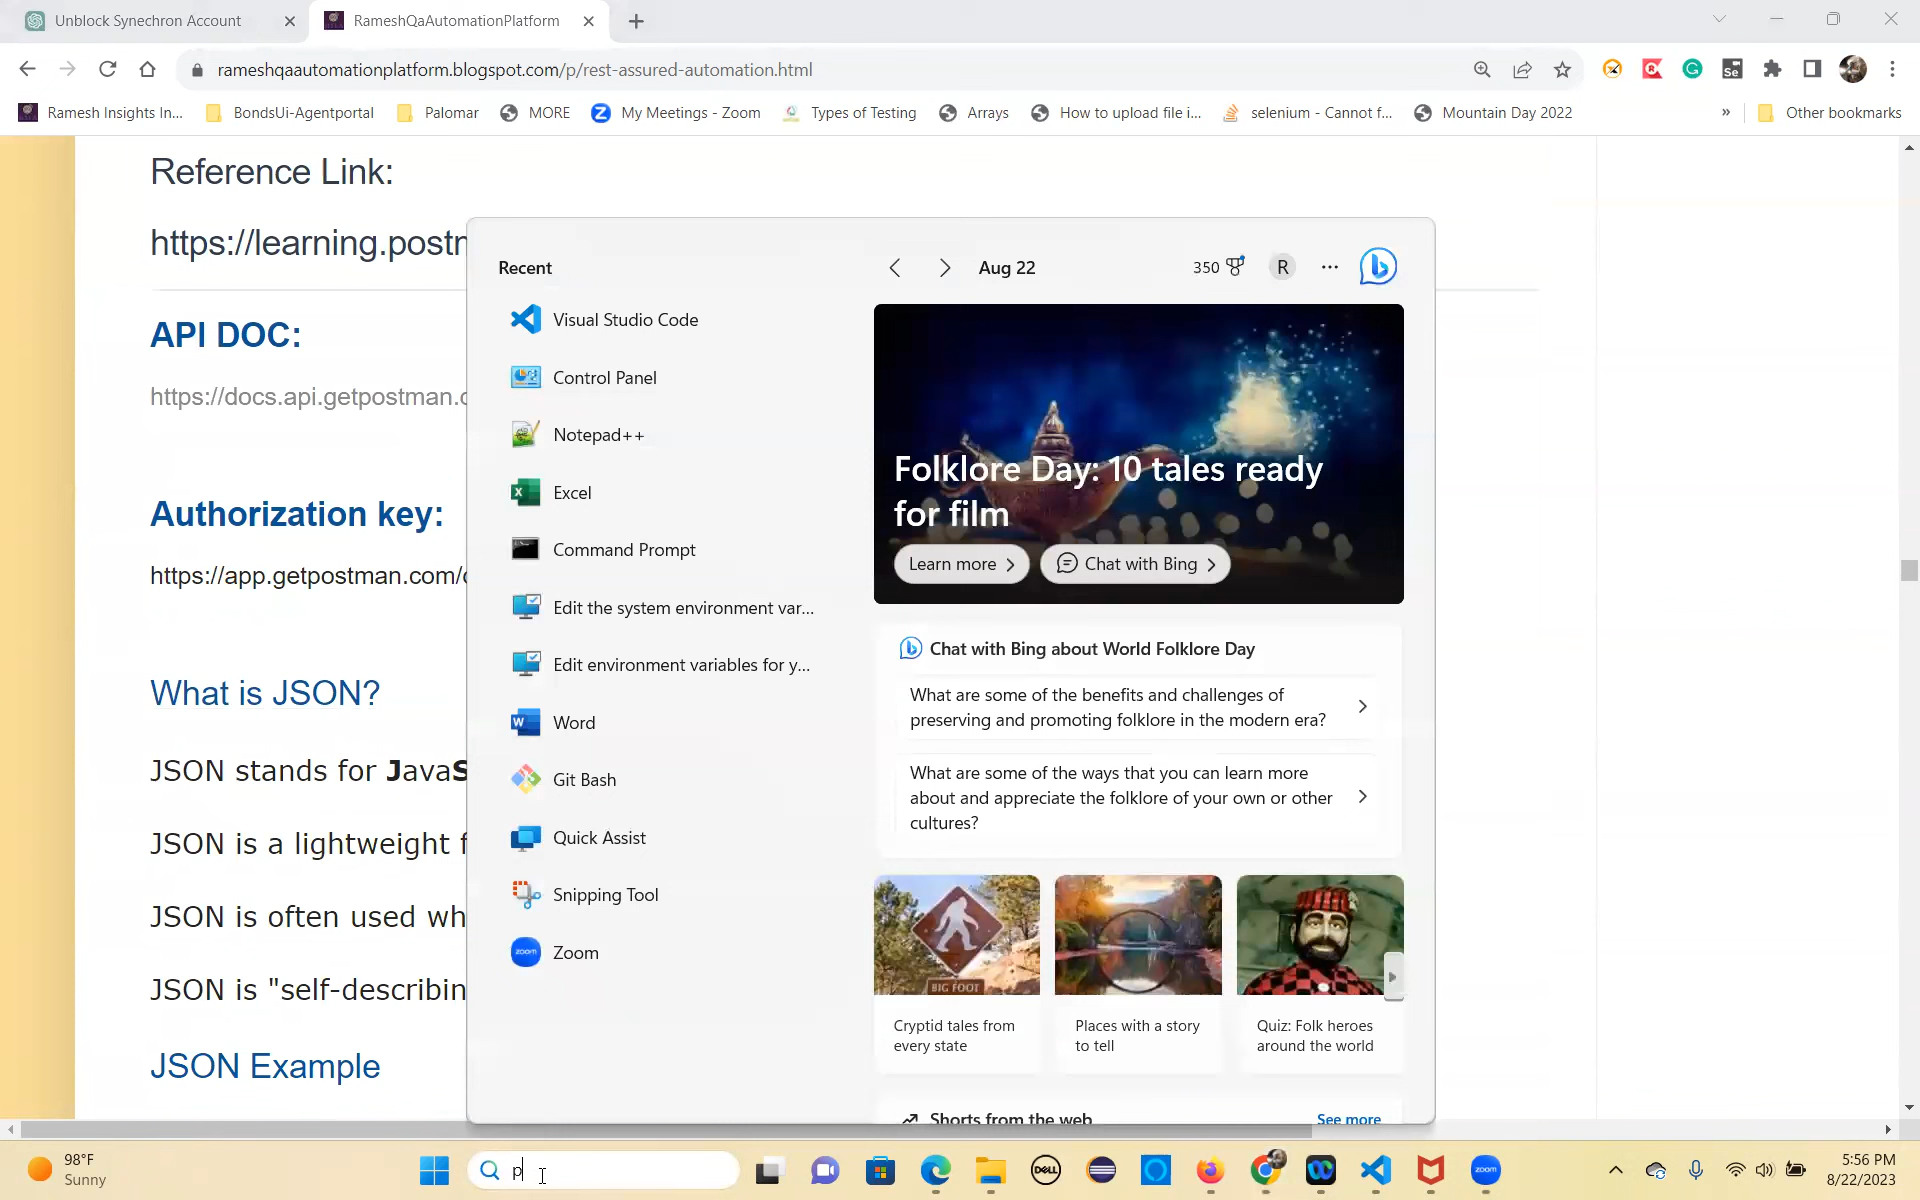 Unblock Synechron Account
RameshQaAutomationPlatform
rameshqaautomationplatform.blogspot.com/p/rest-assured-automation.html
Ramesh Insights In...
BondsUi-Agentportal
Palomar
MORE
My Meetings - Zoom
Types of Testing
Arrays
How to upload file i...
selenium - Cannot f...
Mountain Day 2022
»
Other bookmarks
Reference Link:
https://learning.postm
API DOC:
https://docs.api.getpostman.c
Authorization key:
https://app.getpostman.com/
What is JSON?
JSON stands for JavaS
JSON is a lightweight f
JSON is often used wh
JSON is "self-describin
JSON Example
Recent
Visual Studio Code
Control Panel
Notepad++
Excel
Command Prompt
Edit the system environment var...
Edit environment variables for y...
Word
Git Bash
Quick Assist
Snipping Tool
zoom
Zoom
Aug 22
350
R
Folklore Day: 10 tales ready
for film
Learn more
Chat with Bing
Chat with Bing about World Folklore Day
What are some of the benefits and challenges of
preserving and promoting folklore in the modern era?
What are some of the ways that you can learn more
about and appreciate the folklore of your own or other
cultures?
BIG FOOT
Cryptid tales from
every state
Places with a story
to tell
Quiz: Folk heroes
around the world
Shorts from the web
See more
98°F
Sunny
p
DELL
zoom
5:56 PM
8/22/2023